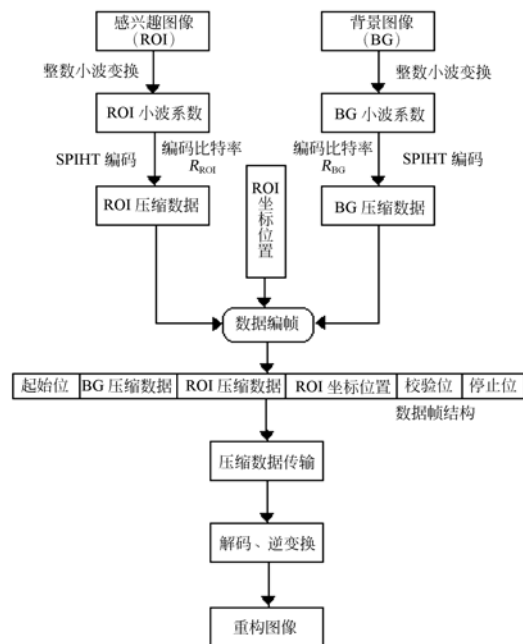 感兴趣图像
(ROI)
背景图像
(BG)
整数小波变换
整数小波变换
ROI 小波系数
BG 小波系数
SPIHT 编码
编码比特率
R_ROI
编码比特率
R_BG
SPIHT 编码
ROI 压缩数据
ROI 坐标位置
BG 压缩数据
数据编帧
起始位
BG 压缩数据
ROI 压缩数据
ROI 坐标位置
校验位
停止位
数据帧结构
压缩数据传输
解码、逆变换
重构图像